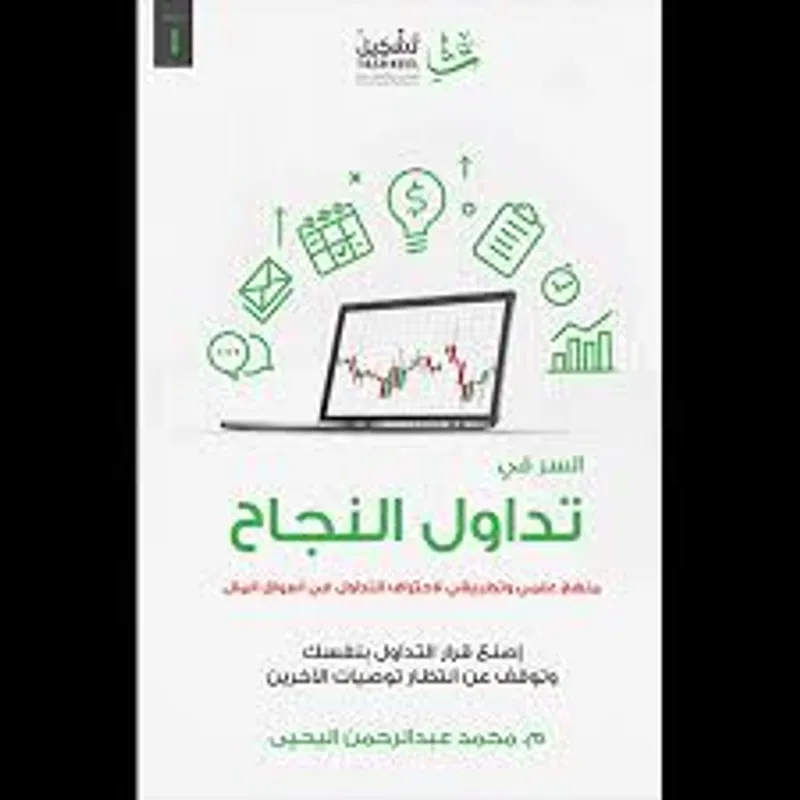 تشكيل
TASHKEEL
السر في
تداول النجاح
منهج علمي وتطبيقي لاحتراف التداول في أسواق المال
إصنع قرار التداول بنفسك
وتوقف عن انتظار توصيات الآخرين
م. محمد عبدالرحمن اليحيى